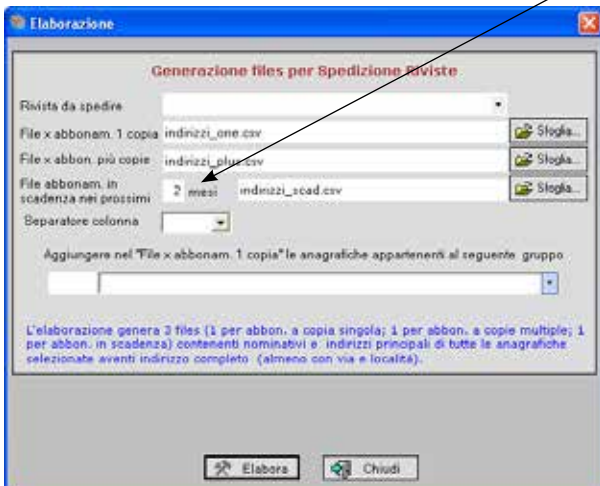 Elaborazione
Generazione files per Spedizione Riviste
Rivista da spedire
File x abbonam. 1 copia indirizzi_one.csv Sfoglia...
File x abbon. più copie indirizzi_plus.csv Sfoglia...
File abbonam. in
scadenza nei prossimi 2 mesi indirizzi_scad.csv Sfoglia...
Separatore colonna
Aggiungere nel "File x abbonam. 1 copia" le anagrafiche appartenenti al seguente gruppo
L'elaborazione genera 3 files (1 per abbon. a copia singola; 1 per abbon. a copie multiple; 1
per abbon. in scadenza) contenenti nominativi e indirizzi principali di tutte le anagrafiche
selezionate aventi indirizzo completo (almeno con via e località).
Elabora Chiudi